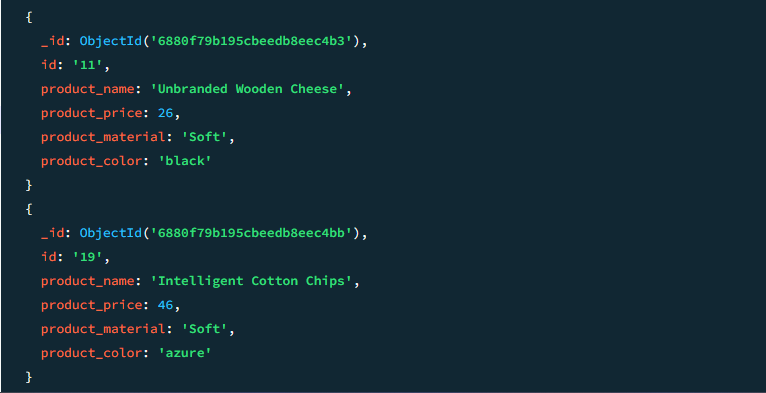 {
  _id: ObjectId('6880f79b195cbeedb8eec4b3'),
  id: '11',
  product_name: 'Unbranded Wooden Cheese',
  product_price: 26,
  product_material: 'Soft',
  product_color: 'black'
}
{
  _id: ObjectId('6880f79b195cbeedb8eec4bb'),
  id: '19',
  product_name: 'Intelligent Cotton Chips',
  product_price: 46,
  product_material: 'Soft',
  product_color: 'azure'
}